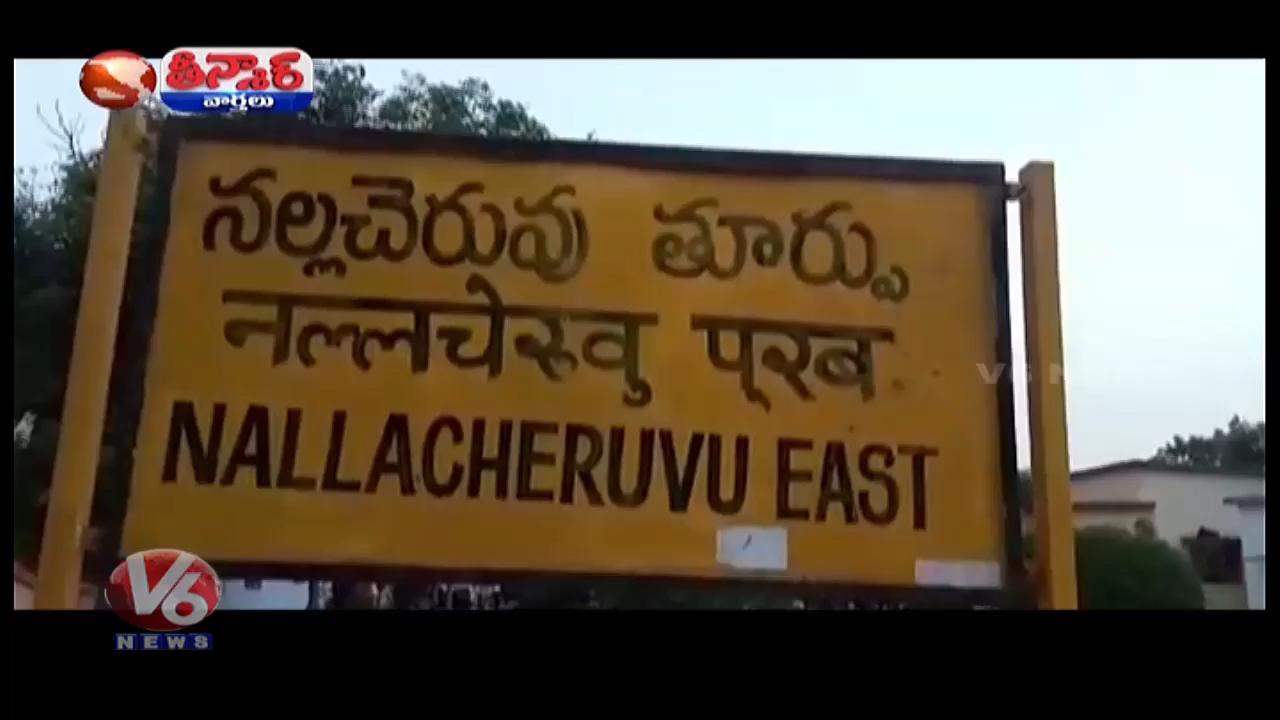 తీన్మార్
వార్తలు
నల్లచెరువు తూర్పు
नल्लचेरुवु पूरब
NALLACHERUVU EAST
V6
NEWS